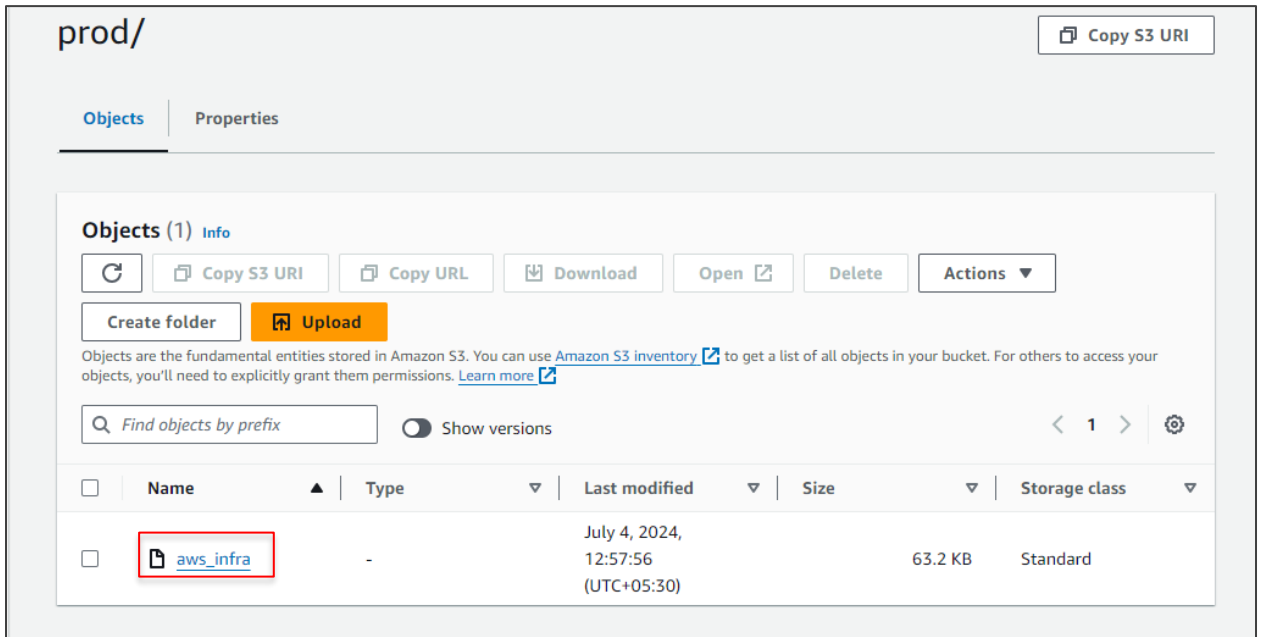 prod/
Copy S3 URI
Objects
Properties
Objects (1) Info
Copy S3 URI
Copy URL
Download
Open
Delete
Actions
Create folder
Upload
Objects are the fundamental entities stored in Amazon S3. You can use Amazon S3 inventory to get a list of all objects in your bucket. For others to access your
objects, you'll need to explicitly grant them permissions. Learn more
Find objects by prefix
Show versions
1
Name
Type
Last modified
Size
Storage class
aws_infra
-
July 4, 2024,
12:57:56
(UTC+05:30)
63.2 KB
Standard